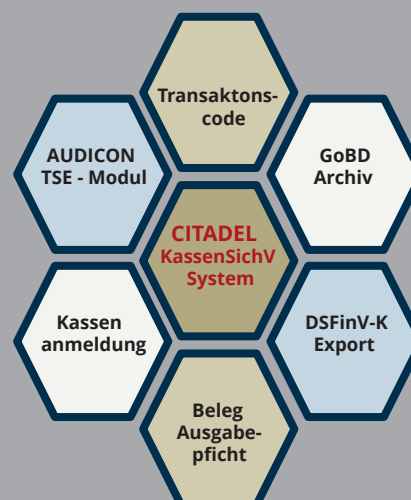 Transaktons-
code
AUDICON
TSE - Modul
GoBD
Archiv
CITADEL
KassenSichV
System
Kassen
anmeldung
DSFinV-K
Export
Beleg
Ausgabe-
pficht